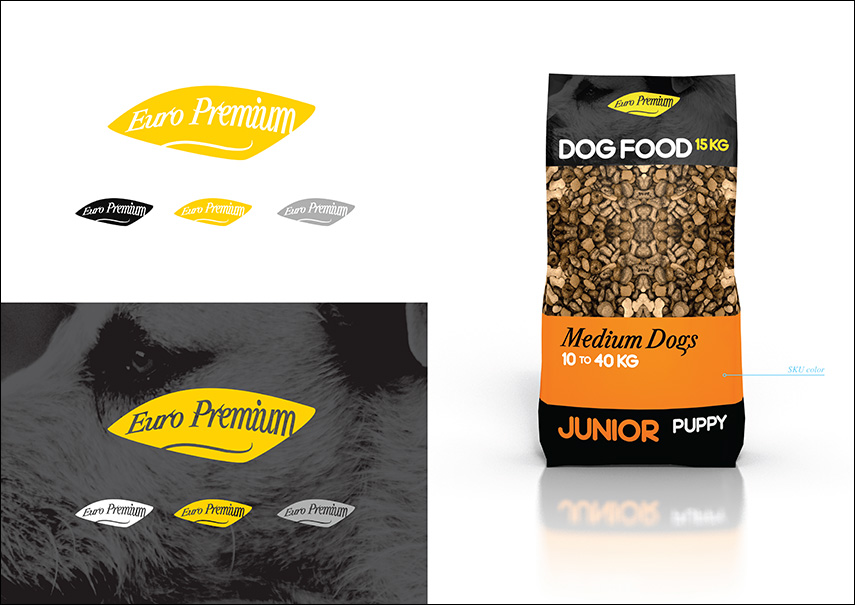 Euro Premium
Euro Premium
Euro Premium
Euro Premium
Euro Premium
Euro Premium
Euro Premium
Euro Premium
Euro Premium
DOG FOOD 15 KG
Medium Dogs
10 TO 40 KG
SKU color
JUNIOR PUPPY